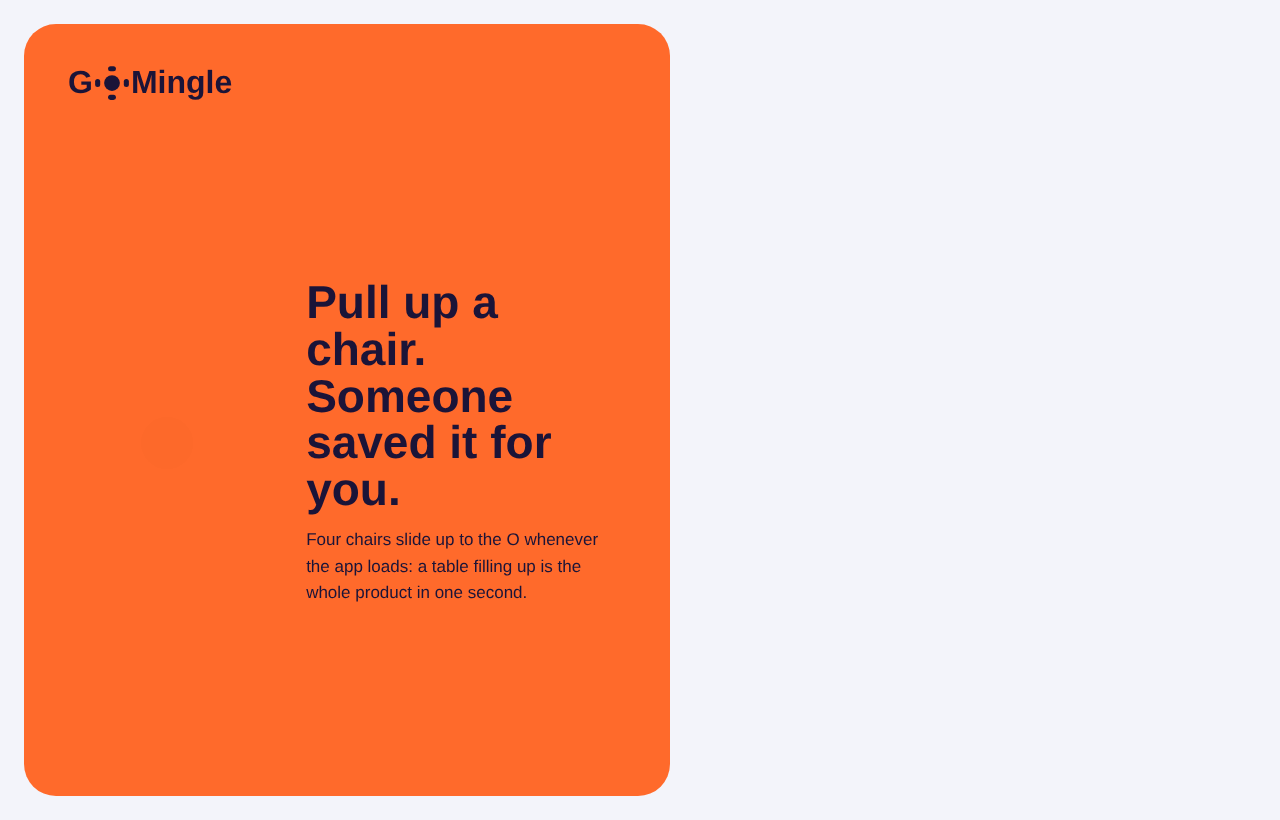 GoMingle
Pull up a
chair.
Someone
saved it for
you.
Four chairs slide up to the O whenever
the app loads: a table filling up is the
whole product in one second.